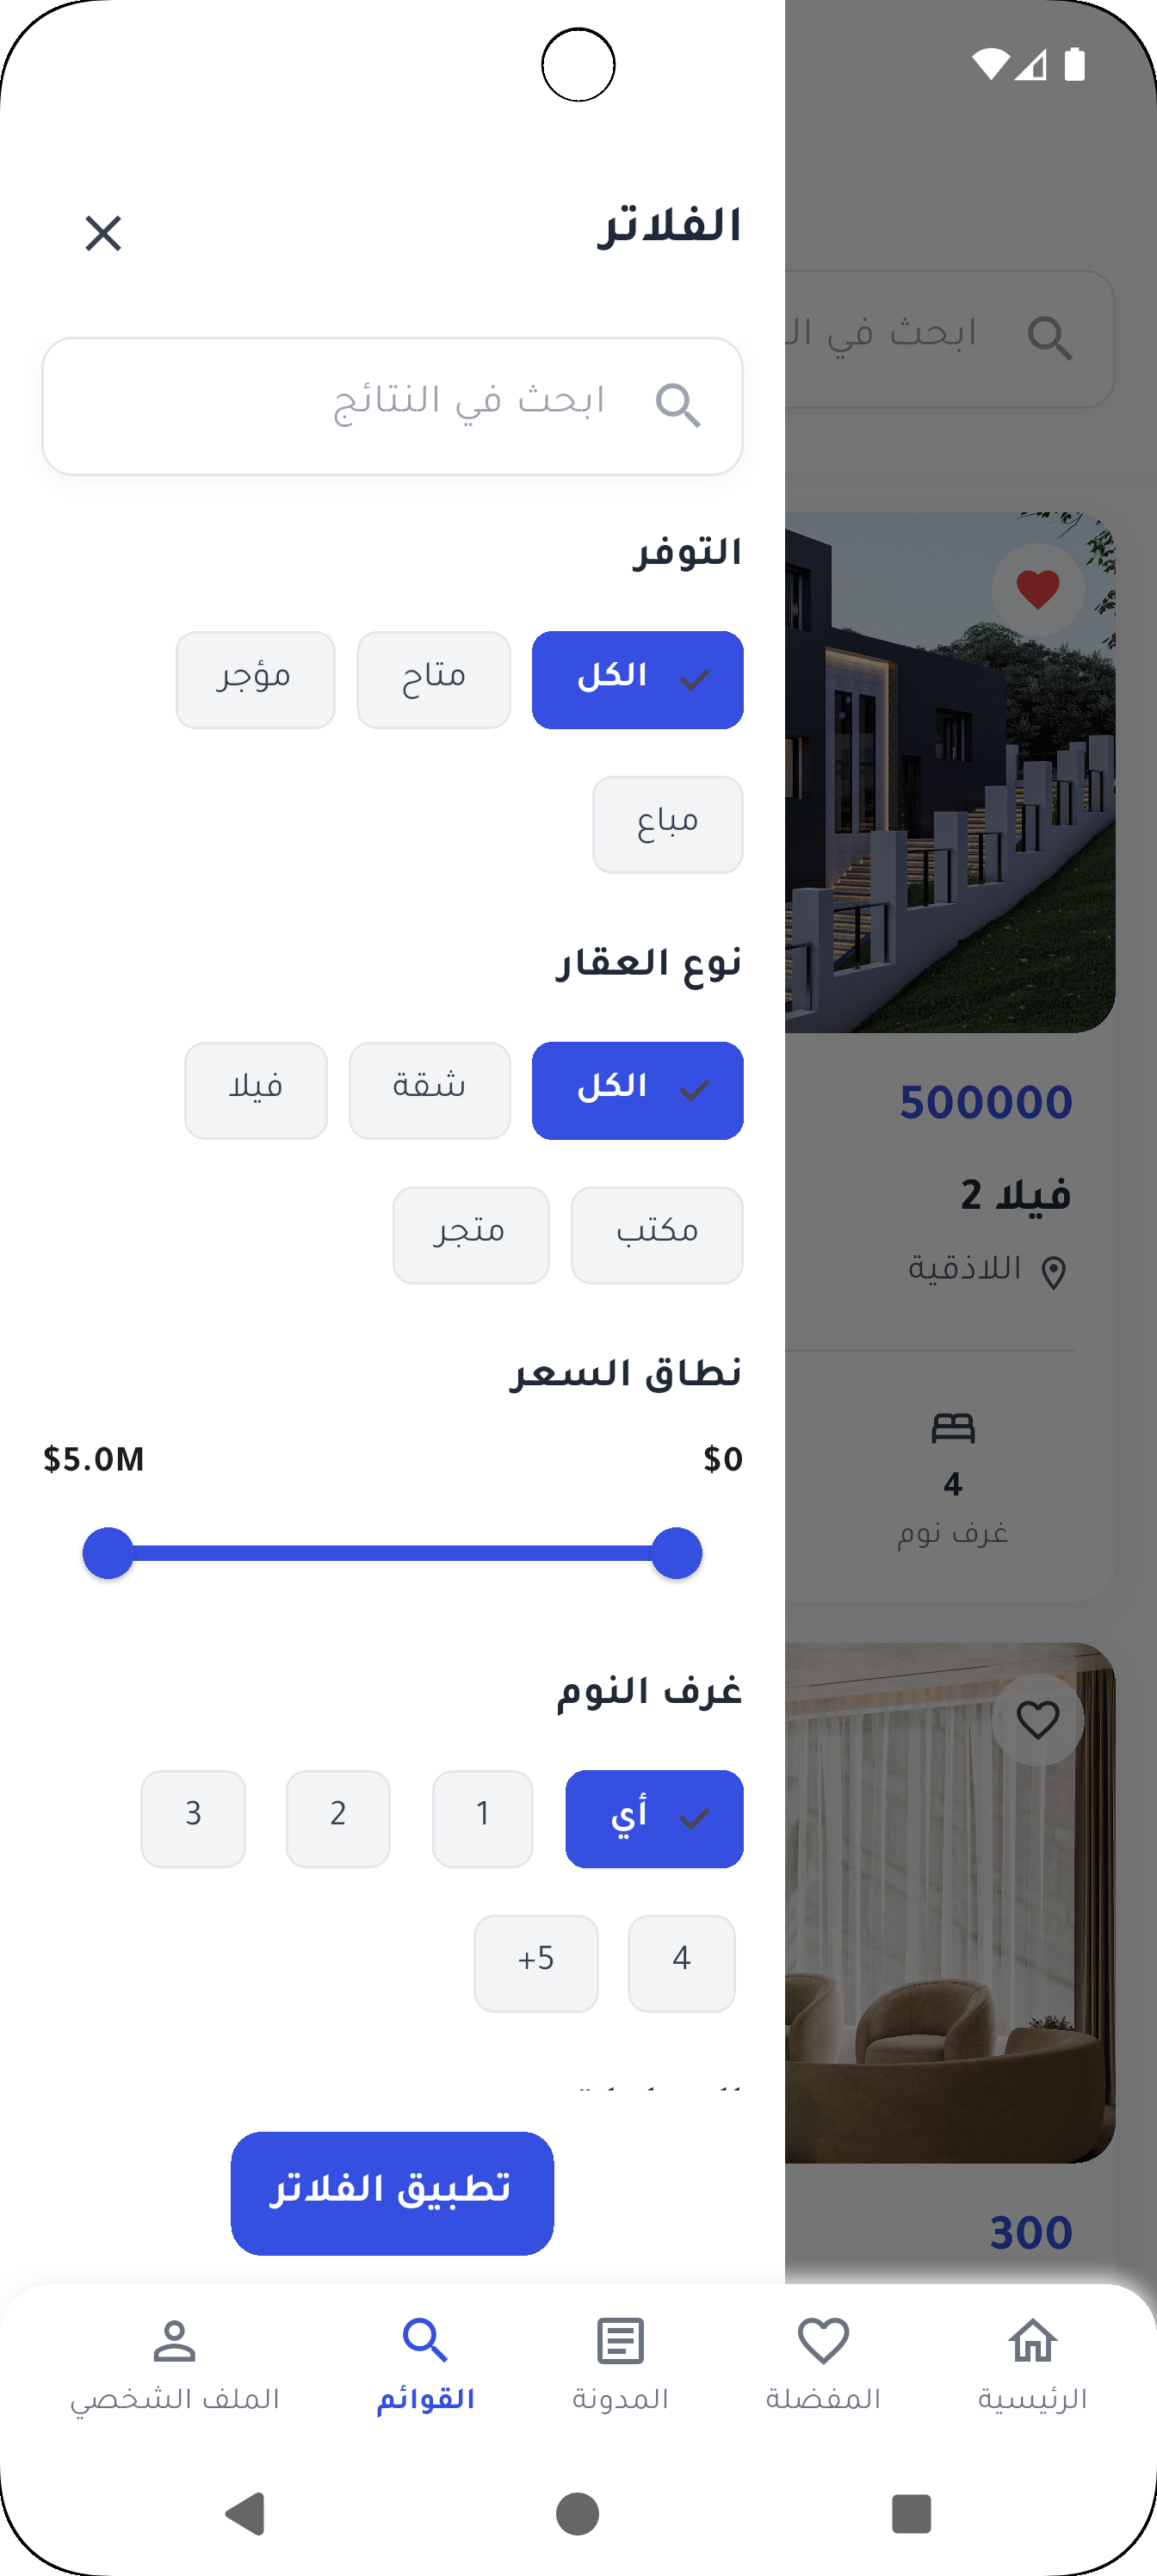 الفلاتر
ابحث في النتائج
ابحث في ال
التوفر
الكل
متاح
مؤجر
مباع
نوع العقار
الكل
شقة
فيلا
مكتب
متجر
نطاق السعر
$0
$5.0M
غرف النوم
أي
1
2
3
4
+5
تطبيق الفلاتر
500000
فيلا 2
اللاذقية
4
غرف نوم
300
الرئيسية
المفضلة
المدونة
القوائم
الملف الشخصي